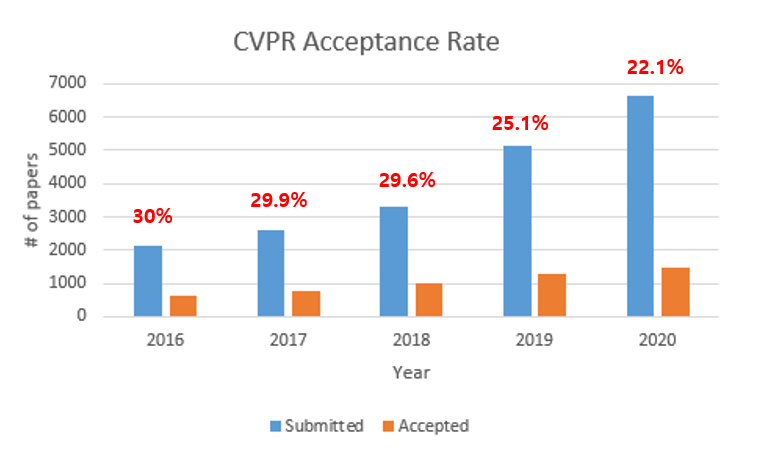 CVPR Acceptance Rate
7000
6000
5000
4000
3000
2000
1000
0
# of papers
30%
29.9%
29.6%
25.1%
22.1%
2016 2017 2018 2019 2020
Year
Submitted Accepted